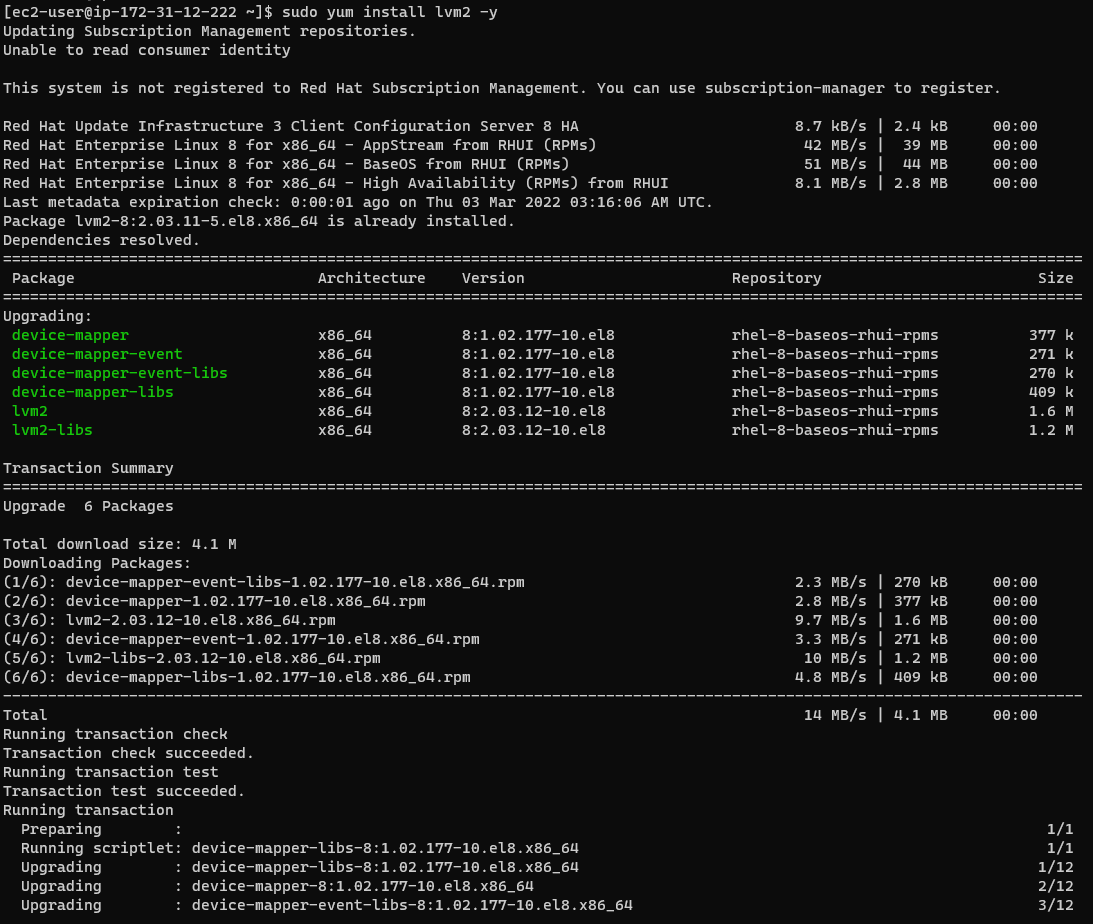 [ec2-user@ip-172-31-12-222 ~]$ sudo yum install lvm2 -y
Updating Subscription Management repositories.
Unable to read consumer identity

This system is not registered to Red Hat Subscription Management. You can use subscription-manager to register.

Red Hat Update Infrastructure 3 Client Configuration Server 8 HA                        8.7 kB/s | 2.4 kB     00:00
Red Hat Enterprise Linux 8 for x86_64 - AppStream from RHUI (RPMs)                       42 MB/s |  39 MB     00:00
Red Hat Enterprise Linux 8 for x86_64 - BaseOS from RHUI (RPMs)                          51 MB/s |  44 MB     00:00
Red Hat Enterprise Linux 8 for x86_64 - High Availability (RPMs) from RHUI              8.1 MB/s | 2.8 MB     00:00
Last metadata expiration check: 0:00:01 ago on Thu 03 Mar 2022 03:16:06 AM UTC.
Package lvm2-8:2.03.11-5.el8.x86_64 is already installed.
Dependencies resolved.
========================================================================================================================
 Package                           Architecture    Version                       Repository                        Size
========================================================================================================================
Upgrading:
 device-mapper                     x86_64          8:1.02.177-10.el8             rhel-8-baseos-rhui-rpms          377 k
 device-mapper-event               x86_64          8:1.02.177-10.el8             rhel-8-baseos-rhui-rpms          271 k
 device-mapper-event-libs          x86_64          8:1.02.177-10.el8             rhel-8-baseos-rhui-rpms          270 k
 device-mapper-libs                x86_64          8:1.02.177-10.el8             rhel-8-baseos-rhui-rpms          409 k
 lvm2                              x86_64          8:2.03.12-10.el8              rhel-8-baseos-rhui-rpms          1.6 M
 lvm2-libs                         x86_64          8:2.03.12-10.el8              rhel-8-baseos-rhui-rpms          1.2 M

Transaction Summary
========================================================================================================================
Upgrade  6 Packages

Total download size: 4.1 M
Downloading Packages:
(1/6): device-mapper-event-libs-1.02.177-10.el8.x86_64.rpm                              2.3 MB/s | 270 kB     00:00
(2/6): device-mapper-1.02.177-10.el8.x86_64.rpm                                         2.8 MB/s | 377 kB     00:00
(3/6): lvm2-2.03.12-10.el8.x86_64.rpm                                                   9.7 MB/s | 1.6 MB     00:00
(4/6): device-mapper-event-1.02.177-10.el8.x86_64.rpm                                   3.3 MB/s | 271 kB     00:00
(5/6): lvm2-libs-2.03.12-10.el8.x86_64.rpm                                               10 MB/s | 1.2 MB     00:00
(6/6): device-mapper-libs-1.02.177-10.el8.x86_64.rpm                                    4.8 MB/s | 409 kB     00:00
------------------------------------------------------------------------------------------------------------------------
Total                                                                                    14 MB/s | 4.1 MB     00:00
Running transaction check
Transaction check succeeded.
Running transaction test
Transaction test succeeded.
Running transaction
  Preparing        :                                                                                                1/1
  Running scriptlet: device-mapper-libs-8:1.02.177-10.el8.x86_64                                                    1/1
  Upgrading        : device-mapper-libs-8:1.02.177-10.el8.x86_64                                                   1/12
  Upgrading        : device-mapper-8:1.02.177-10.el8.x86_64                                                        2/12
  Upgrading        : device-mapper-event-libs-8:1.02.177-10.el8.x86_64                                             3/12